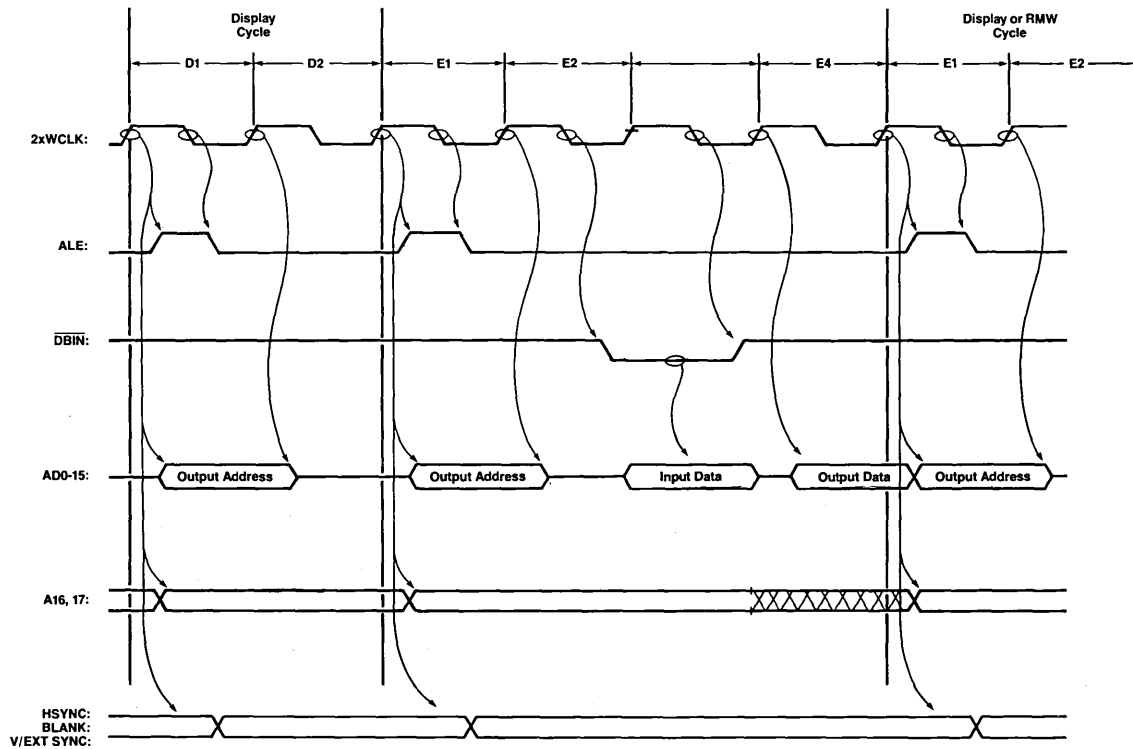 Display
Cycle
Display or RMW
Cycle
D1
D2
E1
E2
E4
E1
E2
2xWCLK:
ALE:
DBIN:
AD0-15:
Output Address
Output Address
Input Data
Output Data
Output Address
A16, 17:
HSYNC:
BLANK:
V/EXT SYNC: